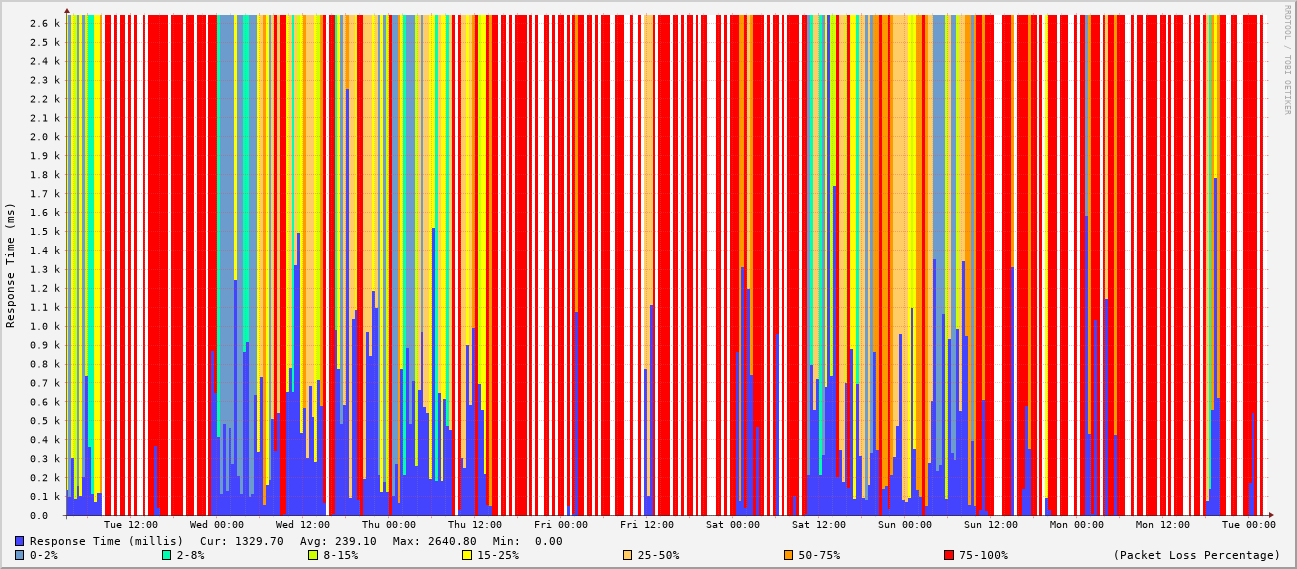 2.6 k
2.5 k
2.4 k
2.3 k
2.2 k
2.1 k
2.0 k
1.9 k
1.8 k
1.7 k
1.6 k
1.5 k
1.4 k
1.3 k
1.2 k
1.1 k
1.0 k
0.9 k
0.8 k
0.7 k
0.6 k
0.5 k
0.4 k
0.3 k
0.2 k
0.1 k
0.0
Response Time (ms)
RRDTOOL / TOBI OETIKER
Tue 12:00 Wed 00:00 Wed 12:00 Thu 00:00 Thu 12:00 Fri 00:00 Fri 12:00 Sat 00:00 Sat 12:00 Sun 00:00 Sun 12:00 Mon 00:00 Mon 12:00 Tue 00:00
Response Time (millis) Cur: 1329.70 Avg: 239.10 Max: 2640.80 Min: 0.00
0-2% 2-8% 8-15% 15-25% 25-50% 50-75% 75-100% (Packet Loss Percentage)